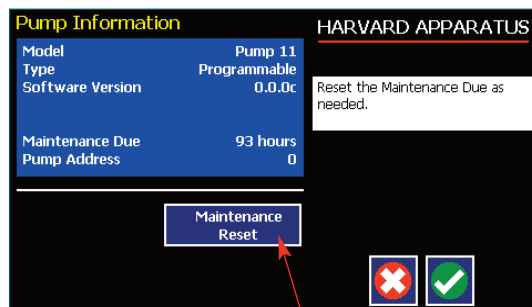 Pump Information
HARVARD APPARATUS
Model Pump 11
Type Programmable
Software Version 0.0.0c
Maintenance Due 93 hours
Pump Address 0
Reset the Maintenance Due as
needed.
Maintenance
Reset